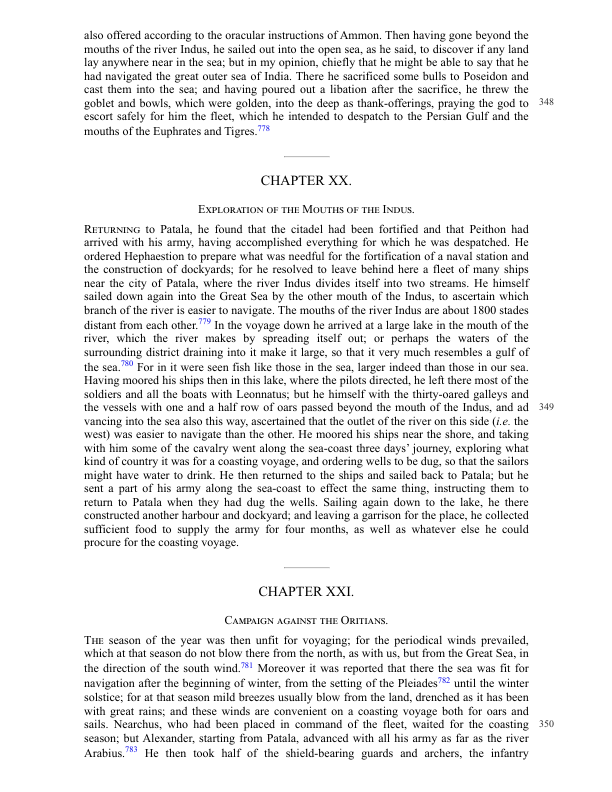 also offered according to the oracular instructions of Ammon. Then having gone beyond the
mouths of the river Indus, he sailed out into the open sea, as he said, to discover if any land
lay anywhere near in the sea; but in my opinion, chiefly that he might be able to say that he
had navigated the great outer sea of India. There he sacrificed some bulls to Poseidon and
cast them into the sea; and having poured out a libation after the sacrifice, he threw the
goblet and bowls, which were golden, into the deep as thank-offerings, praying the god to 348
escort safely for him the fleet, which he intended to despatch to the Persian Gulf and the
mouths of the Euphrates and Tigres.778
CHAPTER XX.
Exploration of the Mouths of the Indus.
Returning to Patala, he found that the citadel had been fortified and that Peithon had
arrived with his army, having accomplished everything for which he was despatched. He
ordered Hephaestion to prepare what was needful for the fortification of a naval station and
the construction of dockyards; for he resolved to leave behind here a fleet of many ships
near the city of Patala, where the river Indus divides itself into two streams. He himself
sailed down again into the Great Sea by the other mouth of the Indus, to ascertain which
branch of the river is easier to navigate. The mouths of the river Indus are about 1800 stades
distant from each other.779 In the voyage down he arrived at a large lake in the mouth of the
river, which the river makes by spreading itself out; or perhaps the waters of the
surrounding district draining into it make it large, so that it very much resembles a gulf of
the sea.780 For in it were seen fish like those in the sea, larger indeed than those in our sea.
Having moored his ships then in this lake, where the pilots directed, he left there most of the
soldiers and all the boats with Leonnatus; but he himself with the thirty-oared galleys and
the vessels with one and a half row of oars passed beyond the mouth of the Indus, and ad 349
vancing into the sea also this way, ascertained that the outlet of the river on this side (i.e. the
west) was easier to navigate than the other. He moored his ships near the shore, and taking
with him some of the cavalry went along the sea-coast three days' journey, exploring what
kind of country it was for a coasting voyage, and ordering wells to be dug, so that the sailors
might have water to drink. He then returned to the ships and sailed back to Patala; but he
sent a part of his army along the sea-coast to effect the same thing, instructing them to
return to Patala when they had dug the wells. Sailing again down to the lake, he there
constructed another harbour and dockyard; and leaving a garrison for the place, he collected
sufficient food to supply the army for four months, as well as whatever else he could
procure for the coasting voyage.
CHAPTER XXI.
Campaign against the Oritians.
The season of the year was then unfit for voyaging; for the periodical winds prevailed,
which at that season do not blow there from the north, as with us, but from the Great Sea, in
the direction of the south wind.781 Moreover it was reported that there the sea was fit for
navigation after the beginning of winter, from the setting of the Pleiades782 until the winter
solstice; for at that season mild breezes usually blow from the land, drenched as it has been
with great rains; and these winds are convenient on a coasting voyage both for oars and
sails. Nearchus, who had been placed in command of the fleet, waited for the coasting 350
season; but Alexander, starting from Patala, advanced with all his army as far as the river
Arabius.783 He then took half of the shield-bearing guards and archers, the infantry